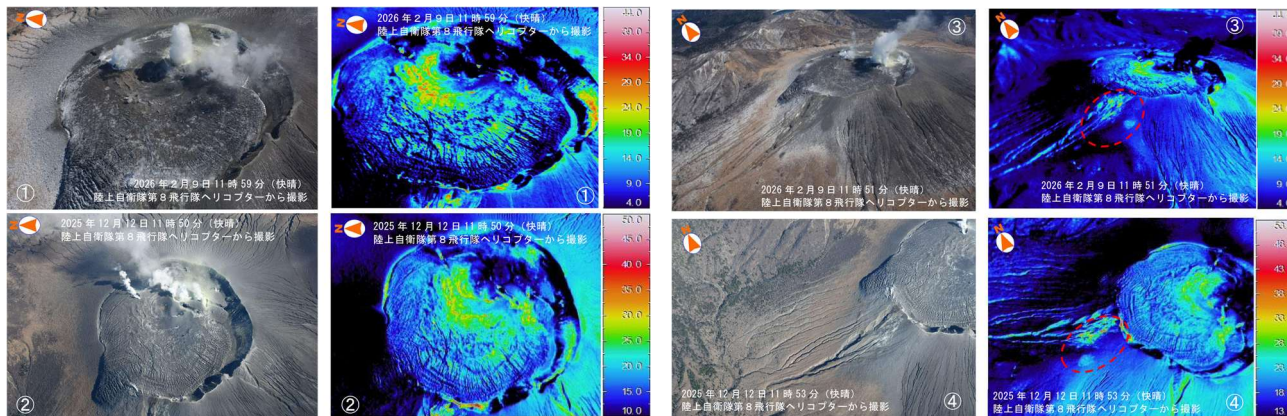 N
2026年2月9日11時59分（快晴）
陸上自衛隊第8飛行隊ヘリコプターから撮影
①
N
2026年2月9日11時59分（快晴）
陸上自衛隊第8飛行隊ヘリコプターから撮影
①
34.0
29.0
24.0
19.0
14.0
9.0
4.0
N
2025年12月12日11時50分（快晴）
陸上自衛隊第8飛行隊ヘリコプターから撮影
②
N
2025年12月12日11時50分（快晴）
陸上自衛隊第8飛行隊ヘリコプターから撮影
②
50.0
45.0
40.0
35.0
30.0
25.0
20.0
15.0
10.0
N
③
2026年2月9日11時51分（快晴）
陸上自衛隊第8飛行隊ヘリコプターから撮影
N
③
2026年2月9日11時51分（快晴）
陸上自衛隊第8飛行隊ヘリコプターから撮影
34.0
29.0
24.0
19.0
14.0
9.0
4.0
N
2025年12月12日11時53分（快晴）
陸上自衛隊第8飛行隊ヘリコプターから撮影
④
N
2025年12月12日11時53分（快晴）
陸上自衛隊第8飛行隊ヘリコプターから撮影
④